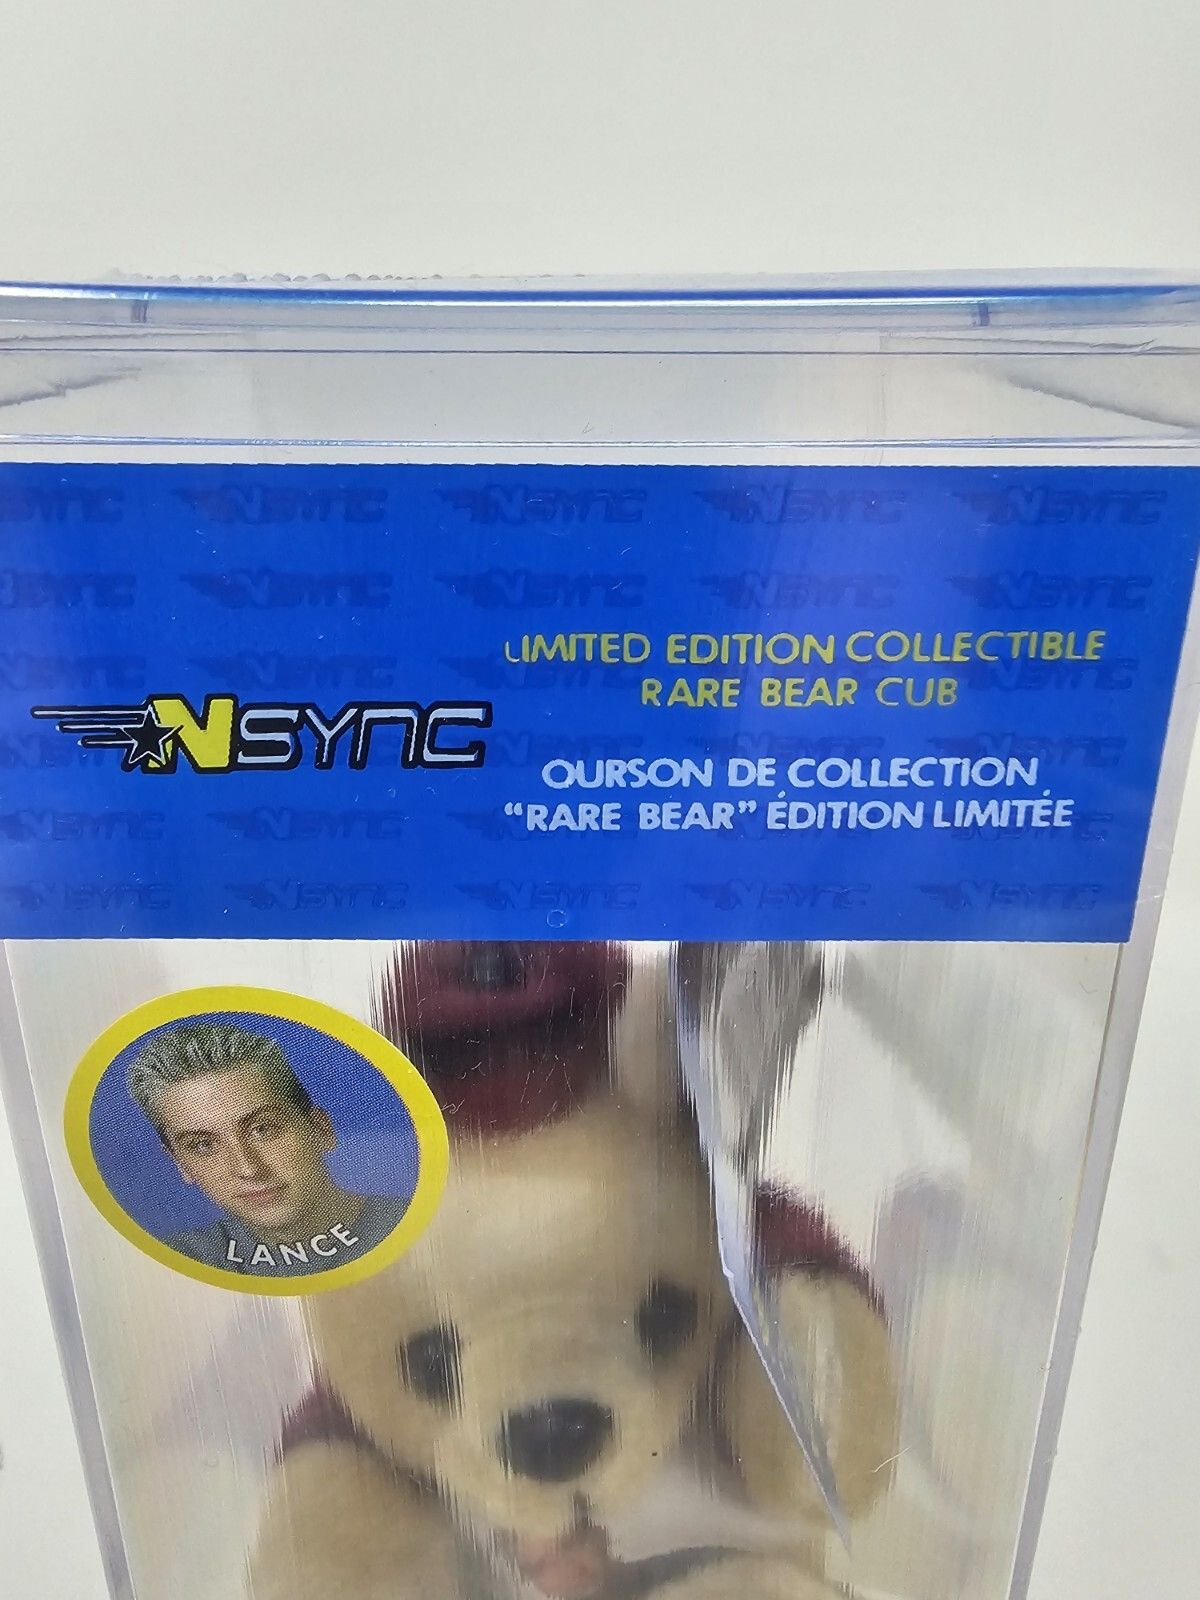 NSYNC
LIMITED EDITION COLLECTIBLE
RARE BEAR CUB
OURSON DE COLLECTION
“RARE BEAR” ÉDITION LIMITÉE
LANCE